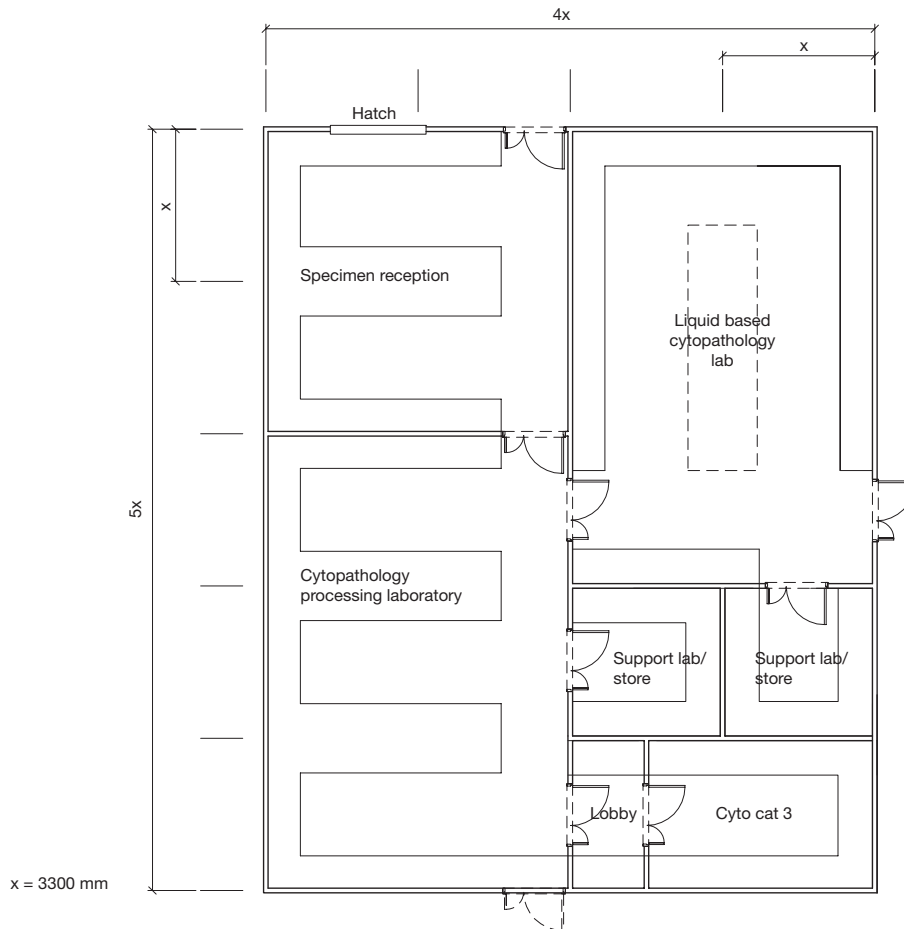 4x
x
Hatch
x
Specimen reception
Liquid based
cytopathology
lab
5x
Cytopathology
processing laboratory
Support lab/
store
Support lab/
store
Lobby
Cyto cat 3
x = 3300 mm